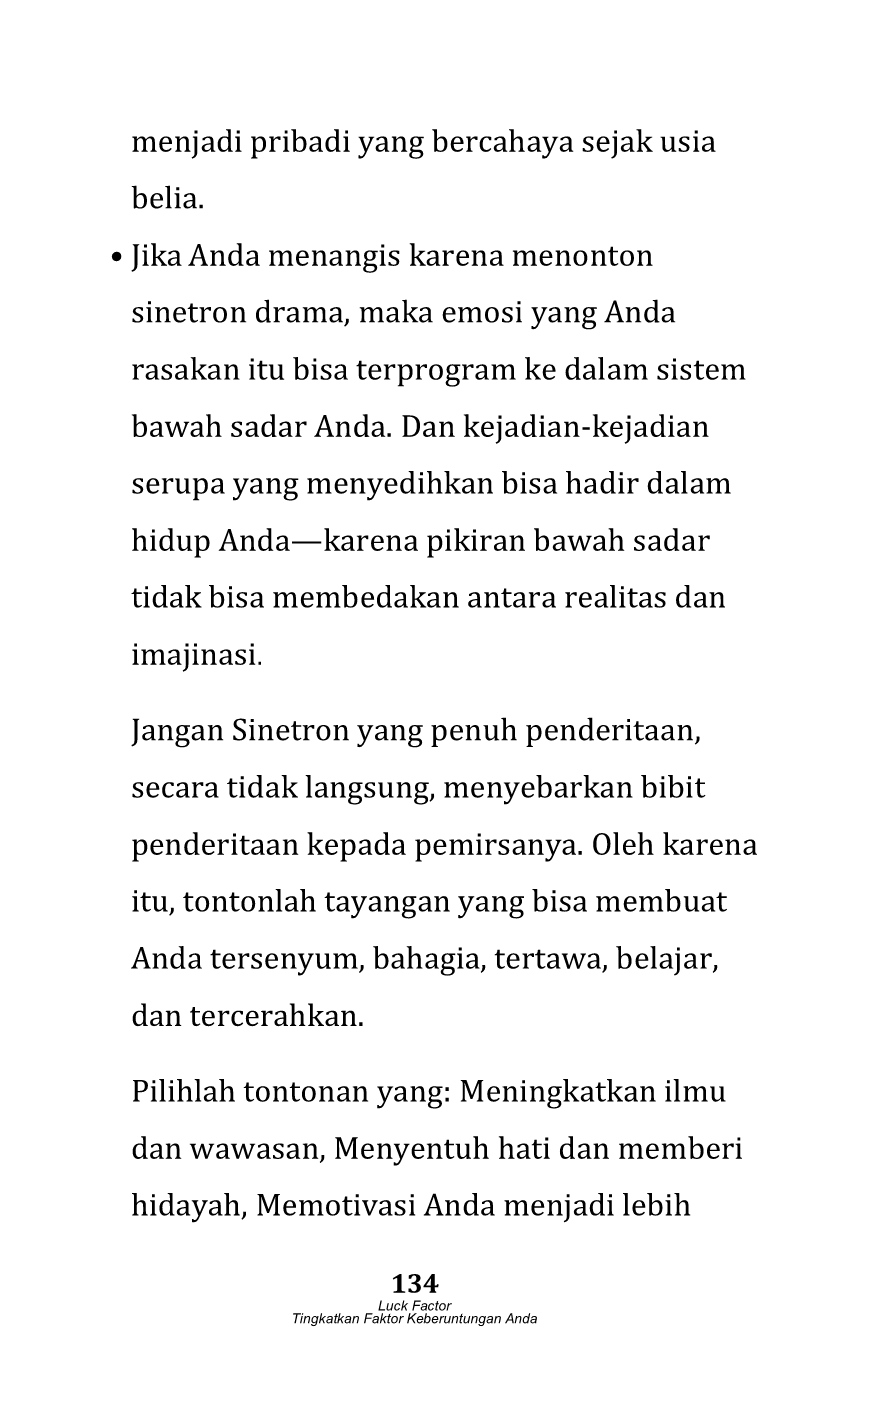 menjadi pribadi yang bercahaya sejak usia
belia.
• Jika Anda menangis karena menonton
sinetron drama, maka emosi yang Anda
rasakan itu bisa terprogram ke dalam sistem
bawah sadar Anda. Dan kejadian-kejadian
serupa yang menyedihkan bisa hadir dalam
hidup Anda—karena pikiran bawah sadar
tidak bisa membedakan antara realitas dan
imajinasi.
Jangan Sinetron yang penuh penderitaan,
secara tidak langsung, menyebarkan bibit
penderitaan kepada pemirsanya. Oleh karena
itu, tontonlah tayangan yang bisa membuat
Anda tersenyum, bahagia, tertawa, belajar,
dan tercerahkan.
Pilihlah tontonan yang: Meningkatkan ilmu
dan wawasan, Menyentuh hati dan memberi
hidayah, Memotivasi Anda menjadi lebih
134
Luck Factor
Tingkatkan Faktor Keberuntungan Anda